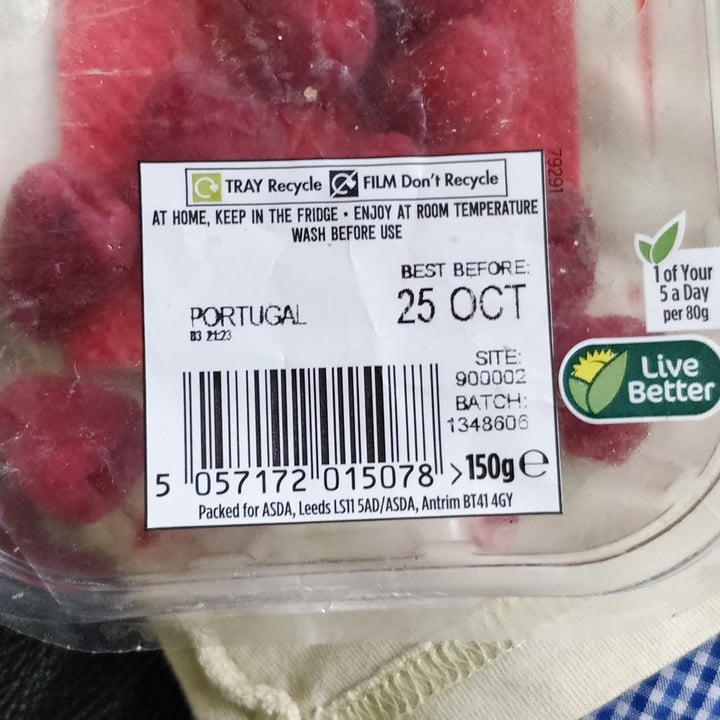 TRAY Recycle FILM Don't Recycle
AT HOME, KEEP IN THE FRIDGE • ENJOY AT ROOM TEMPERATURE
WASH BEFORE USE
BEST BEFORE:
25 OCT
PORTUGAL
SITE:
900002
BATCH:
1348606
5 057172 015078 > 150g e
Packed for ASDA, Leeds LS11 5AD/ASDA, Antrim BT41 4GY
79291
1 of Your
5 a Day
per 80g
Live
Better